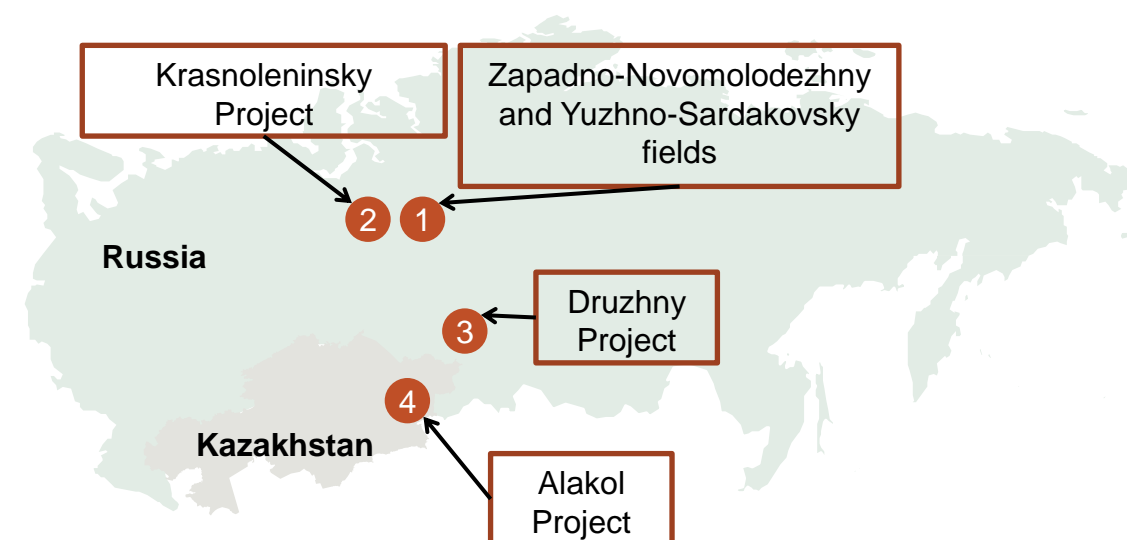 Krasnoleninsky
Project
Zapadno-Novomolodezhny
and Yuzhno-Sardakovsky
fields
2
1
Russia
Druzhny
Project
3
4
Kazakhstan
Alakol
Project